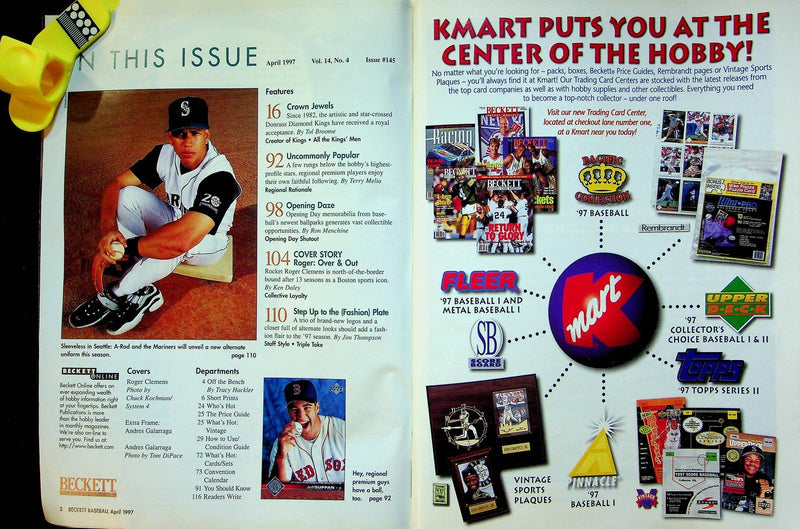 IN THIS ISSUE
April 1997 Vol. 14, No. 4 Issue #145
Features
16 Crown Jewels
Since 1982, the artistic and star-crossed
Donruss Diamond Kings have received a royal
acceptance. By Tol Broome
Creator of Kings • All the Kings' Men
92 Uncommonly Popular
A few rungs below the hobby's highest-
profile stars, regional premium players enjoy
their own faithful following. By Terry Melia
Regional Rationale
98 Opening Daze
Opening Day memorabilia from base-
ball's newest ballparks generates vast collectible
opportunities. By Ron Menchine
Opening Day Shutout
104 COVER STORY
Roger: Over & Out
Rocket Roger Clemens is north-of-the-border
bound after 13 seasons as a Boston sports icon.
By Ken Daley
Collective Loyalty
110 Step Up to the (Fashion) Plate
A trio of brand-new logos and a
closet full of alternate looks should add a fash-
ion flair to the '97 season. By Jim Thompson
Staff Style • Triple Take
Sleeveless in Seattle: A-Rod and the Mariners will unveil a new alternate
uniform this season. page 110
BECKETT
ONLINE
Beckett Online offers an
ever-expanding wealth
of hobby information right
at your fingertips. Beckett
Publications is more
than the hobby leader
in monthly magazines.
We're also on-line to
serve you. Find us at:
http://www.beckett.com
BECKETT
Covers
Roger Clemens
Photo by
Chuck Kochman/
System 4
Extra Frame:
Andres Galarraga
Andres Galarraga
Photo by Tom DiPace
Departments
4 Off the Bench
By Tracy Hackler
6 Short Prints
24 Who's Hot
25 The Price Guide
25 What's Hot:
Vintage
29 How to Use/
Condition Guide
72 What's Hot:
Cards/Sets
73 Convention
Calendar
91 You Should Know
116 Readers Write
RED SOX
JEFF SUPPAN
Hey, regional
premium guys
have a ball,
too. page 92
2 BECKETT BASEBALL April 1997
KMART PUTS YOU AT THE
CENTER OF THE HOBBY!
No matter what you're looking for – packs, boxes, Beckett® Price Guides, Rembrandt pages or Vintage Sports
Plaques – you'll always find it at Kmart! Our Trading Card Centers are stocked with the latest releases from
the top card companies as well as with hobby supplies and other collectibles. Everything you need
to become a top-notch collector – under one roof!
Visit our new Trading Card Center,
located at checkout lane number one,
at a Kmart near you today!
BECKETT
Racing
BECKETT
BECKETT
RETURN
TO GLORY
PACIFIC
COLLECTION
'97 BASEBALL
Rembrandt
Mike Piazza
Ultra-PRO
FLEER
'97 BASEBALL I AND
METAL BASEBALL I
K
mart
UPPER
DECK
'97
COLLECTOR'S
CHOICE BASEBALL I & II
SB
SCORE
BOARD
Topps
'97 TOPPS SERIES II
VINTAGE
SPORTS
PLAQUES
PINNACLE
'97
BASEBALL I